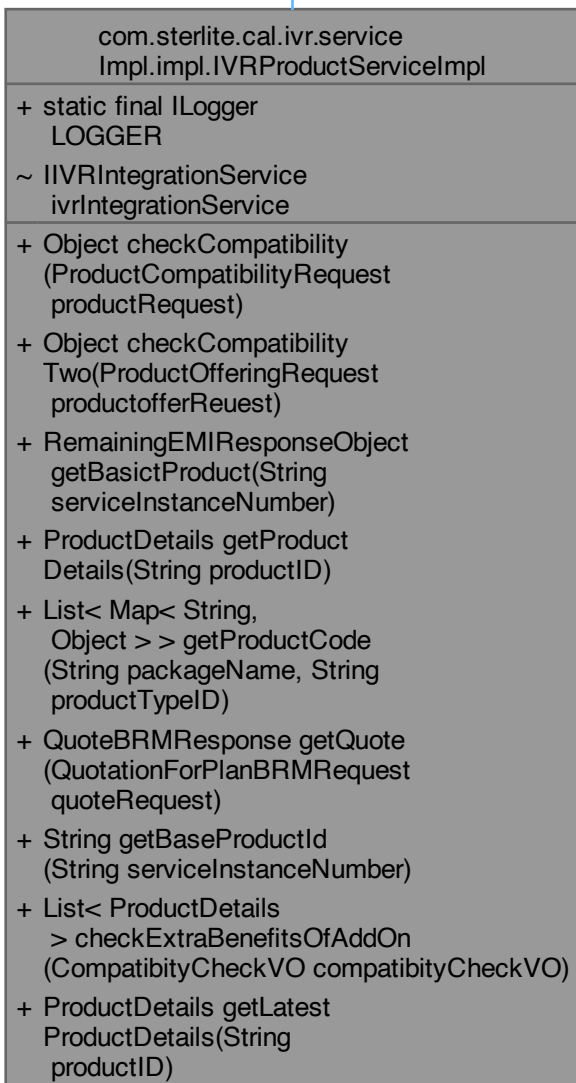 com.sterlite.cal.ivr.service
Impl.impl.IVRProductServiceImpl
+ static final ILogger
LOGGER
~ IIVRIntegrationService
ivrIntegrationService
+ Object checkCompatibility
(ProductCompatibilityRequest
productRequest)
+ Object checkCompatibility
Two(ProductOfferingRequest
productofferReuest)
+ RemainingEMIResponseObject
getBasictProduct(String
serviceInstanceNumber)
+ ProductDetails getProduct
Details(String productID)
+ List< Map< String,
Object > > getProductCode
(String packageName, String
productTypeID)
+ QuoteBRMResponse getQuote
(QuotationForPlanBRMRequest
quoteRequest)
+ String getBaseProductId
(String serviceInstanceNumber)
+ List< ProductDetails
> checkExtraBenefitsOfAddOn
(CompatibityCheckVO compatibityCheckVO)
+ ProductDetails getLatest
ProductDetails(String
productID)